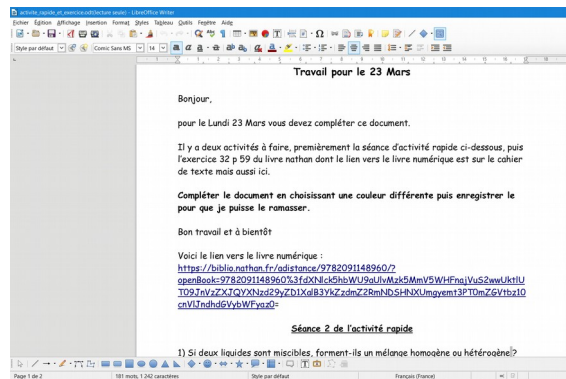 activite_rapide_et_exercice.odt(lecture seule) - LibreOffice Writer
Fichier Edition Affichage Insertion Format Styles Tableau Outils Fenêtre Aide
Style par défaut Comic Sans MS 14
Travail pour le 23 Mars
Bonjour,
pour le Lundi 23 Mars vous devez compléter ce document.
Il y a deux activités à faire, premièrement la séance d'activité rapide ci-dessous, puis
l'exercice 32 p 59 du livre nathan dont le lien vers le livre numérique est sur le cahier
de texte mais aussi ici.
Compléter le document en choisissant une couleur différente puis enregistrer le
pour que je puisse le ramasser.
Bon travail et à bientôt
Voici le lien vers le livre numérique :
https://biblio.nathan.fr/adistance/9782091148960/?
openBook=9782091148960%3fdXNlck5hbWU9aUlvMzk5MmV5WHFnajVuS2wwUktlU
T09JnVzZXJQYXNzd29yZD1XalB3YkZzdmZ2RmNDSHNXUmgyemt3PT0mZGVtbz10
cnVlJndhdGVybWFyaz0=
Séance 2 de l'activité rapide
1) Si deux liquides sont miscibles, forment-ils un mélange homogène ou hétérogène ?
Page 1 de 2 181 mots, 1 242 caractères Style par défaut Français (France)